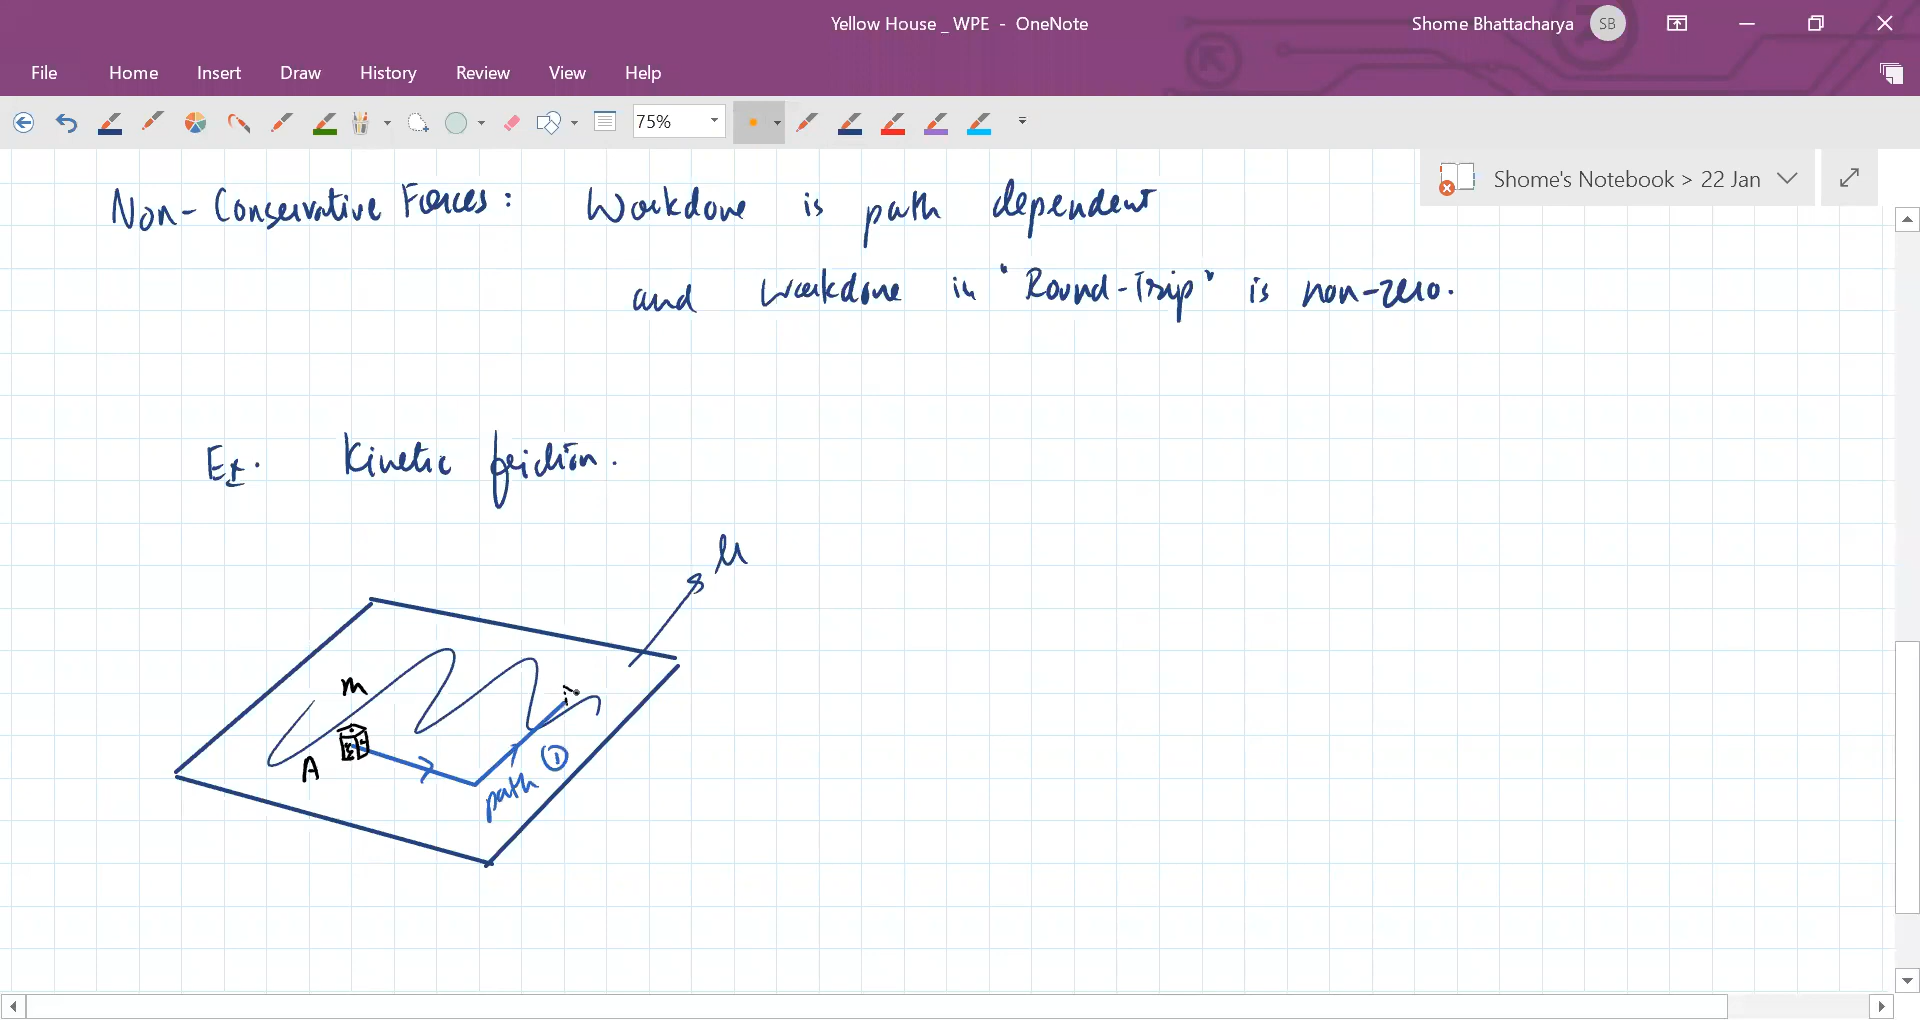 Yellow House _ WPE - OneNote
Shome Bhattacharya
SB
File Home Insert Draw History Review View Help
75%
Shome's Notebook > 22 Jan
Non-Conservative Forces: Workdone is path dependent
and workdone in "Round-Trip" is non-zero.
Ex. Kinetic friction.
μ
m
A
path ①